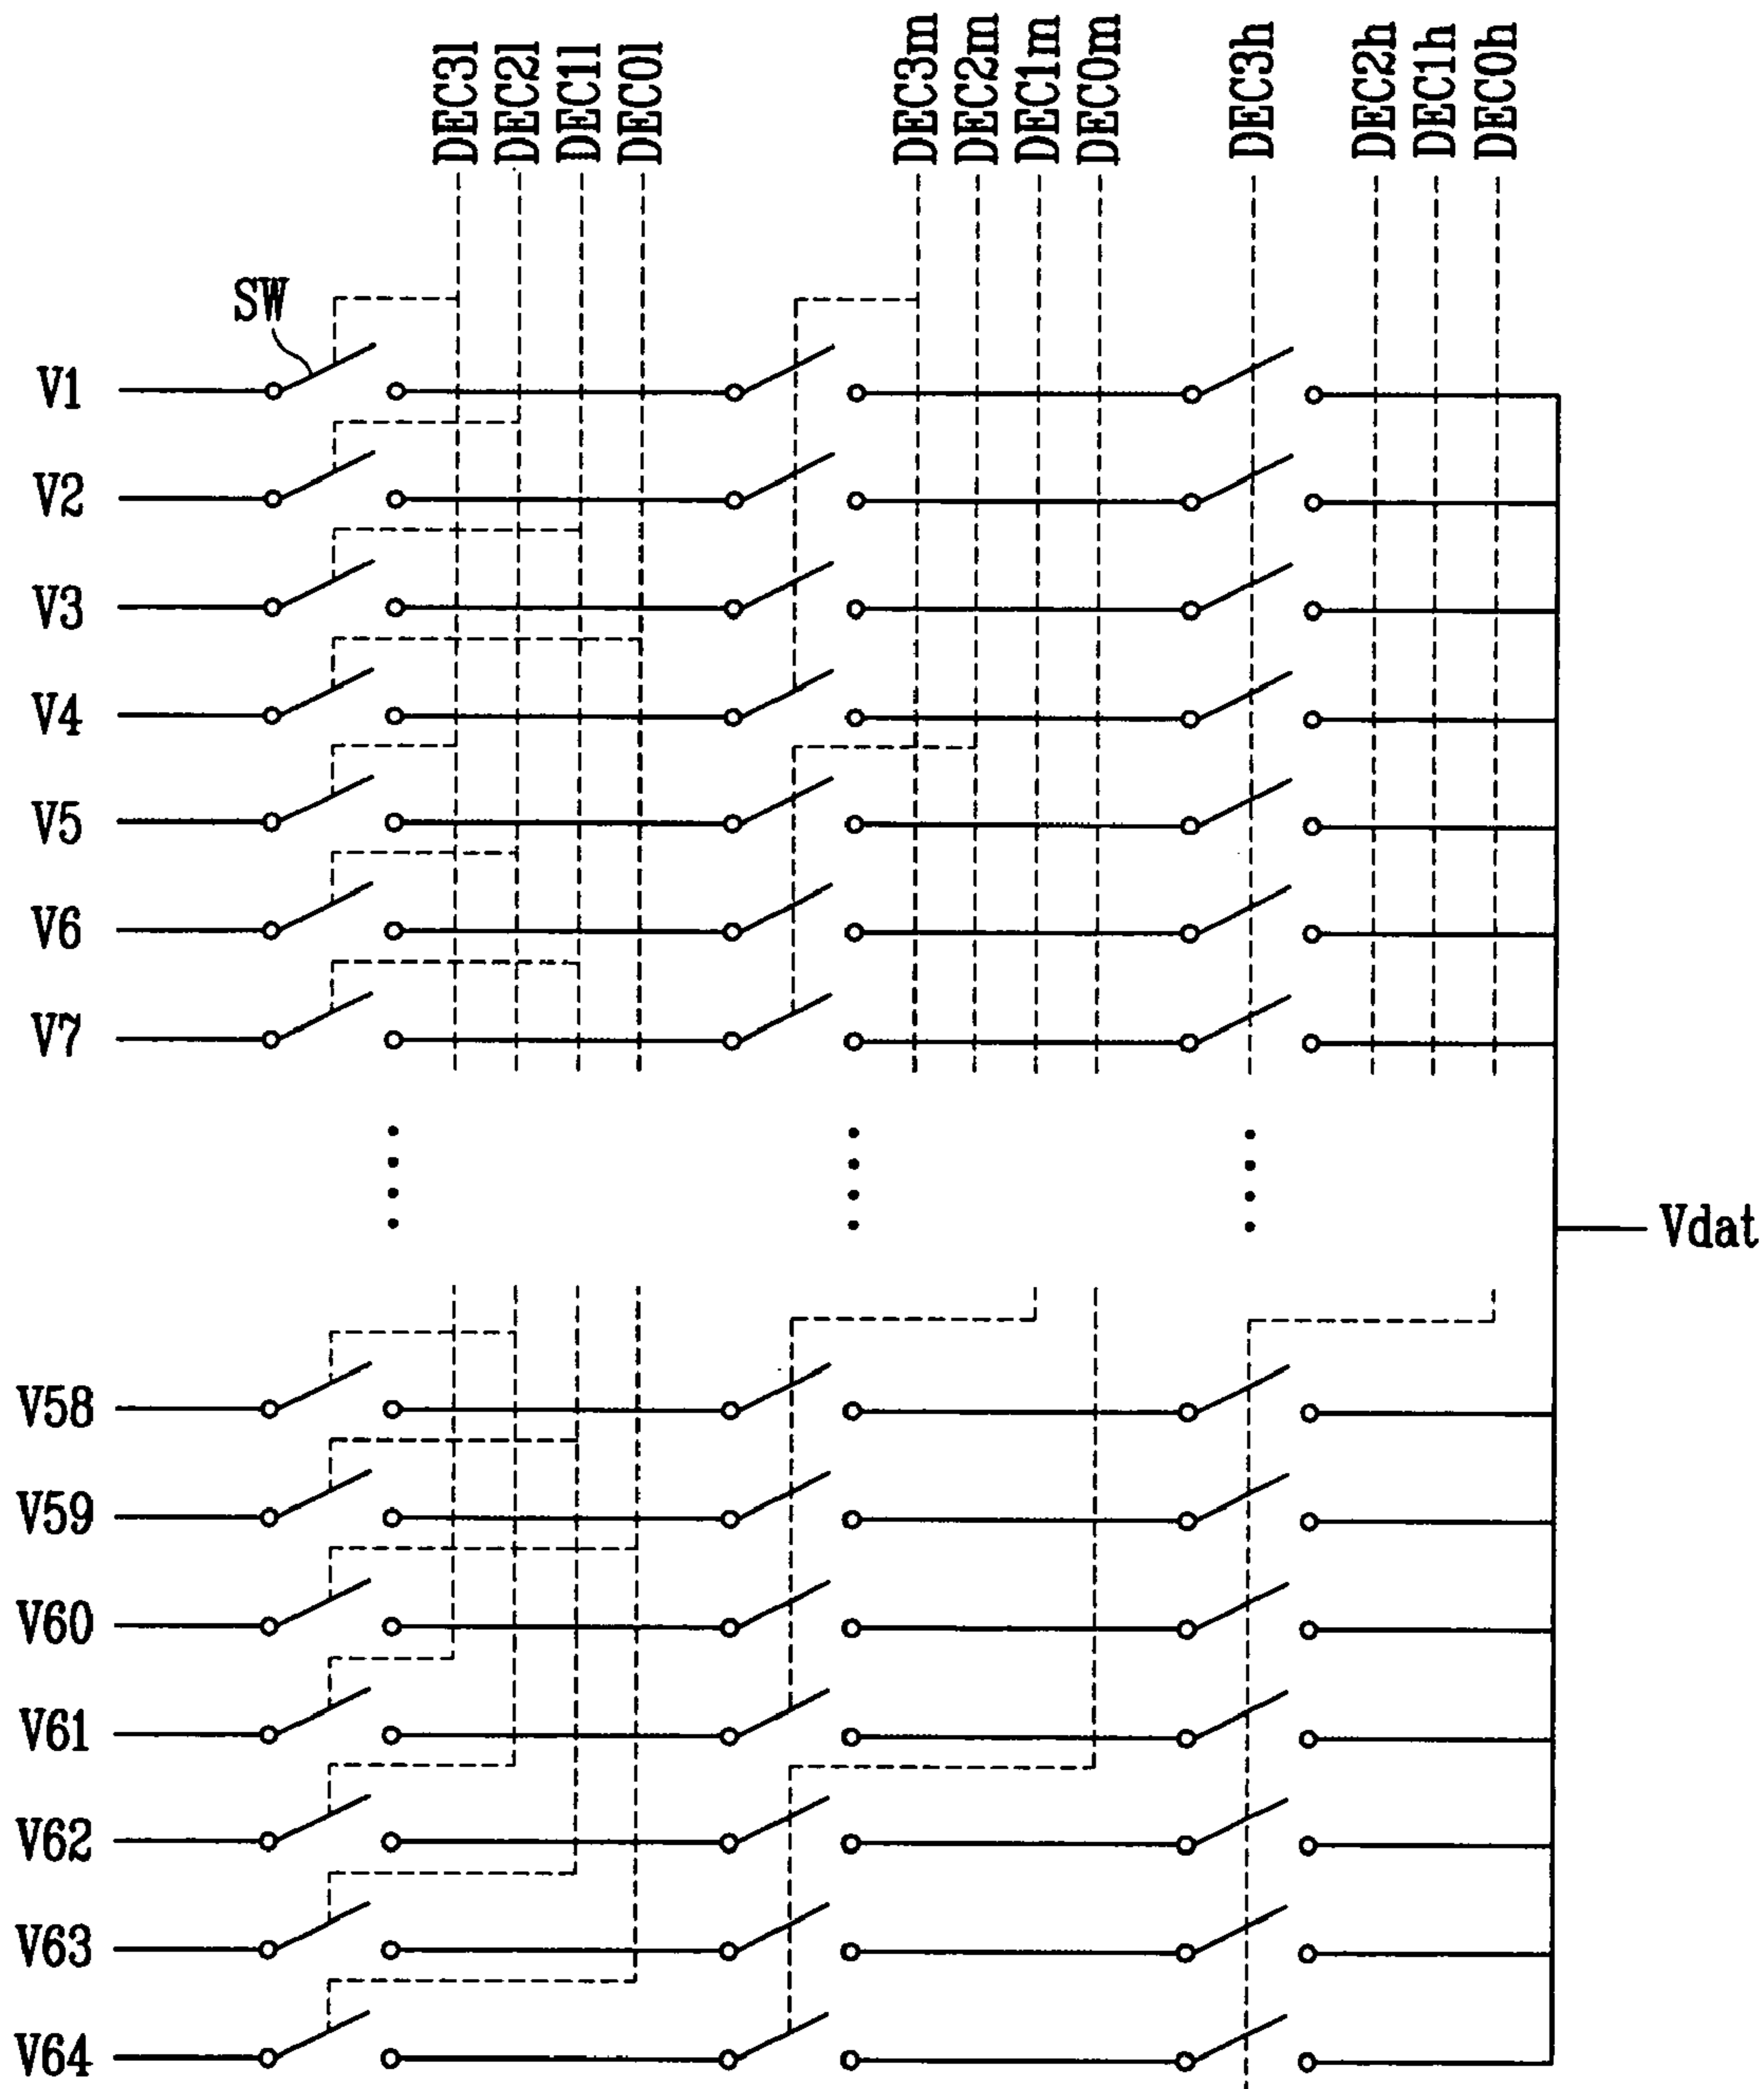 DEC3l
DEC2l
DEC1l
DEC0l
DEC3m
DEC2m
DEC1m
DEC0m
DEC3h
DEC2h
DEC1h
DEC0h
SW
V1
V2
V3
V4
V5
V6
V7
Vdat
V58
V59
V60
V61
V62
V63
V64